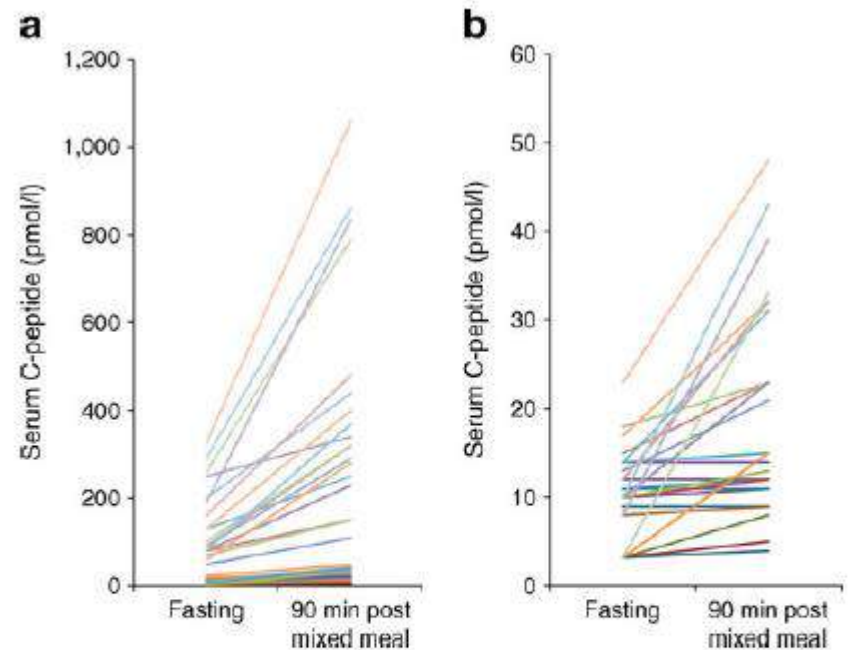 a
Serum C-peptide (pmol/l)
1,200
1,000
800
600
400
200
0
Fasting
90 min post
mixed meal
b
Serum C-peptide (pmol/l)
60
50
40
30
20
10
0
Fasting
90 min post
mixed meal